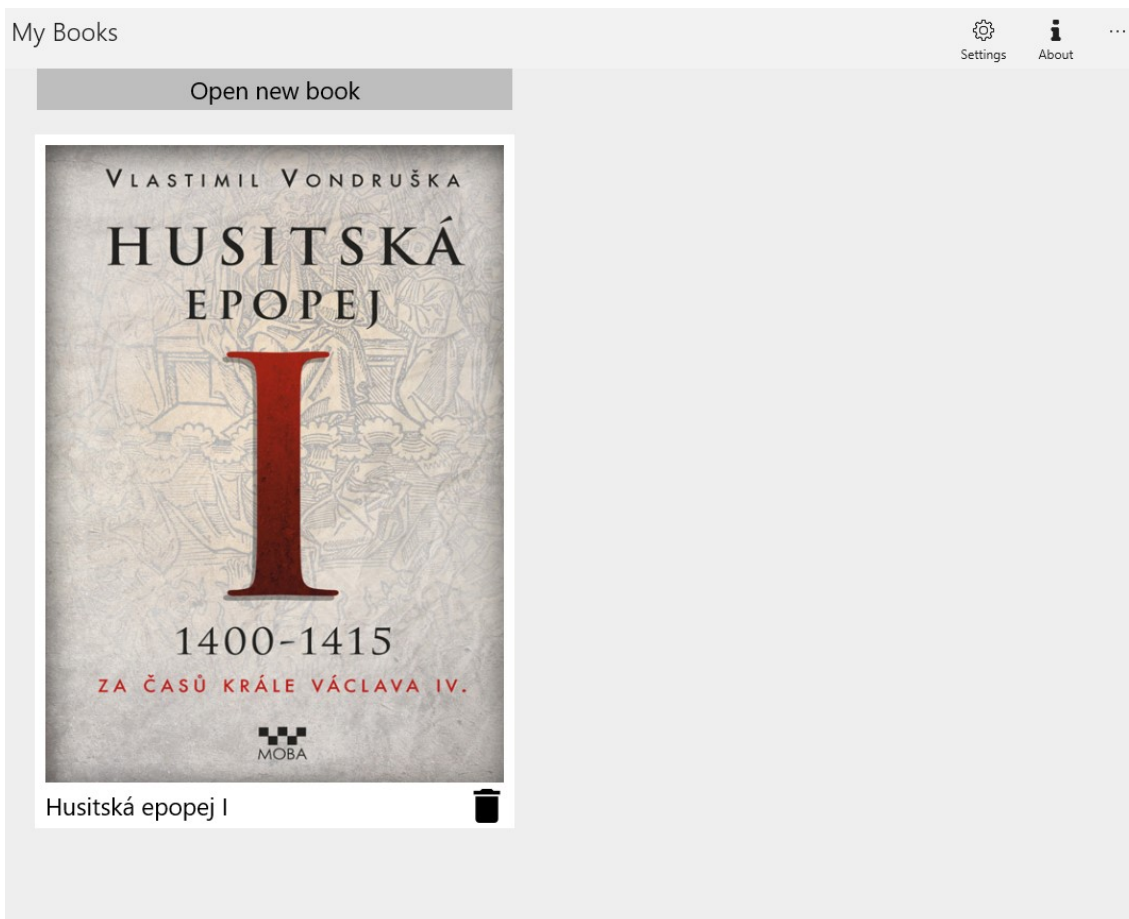 My Books
Settings
About
...
Open new book
VLASTIMIL VONDRUŠKA
HUSITSKÁ
EPOPEJ
I
1400-1415
ZA ČASŮ KRÁLE VÁCLAVA IV.
MOBA
Husitská epopej I